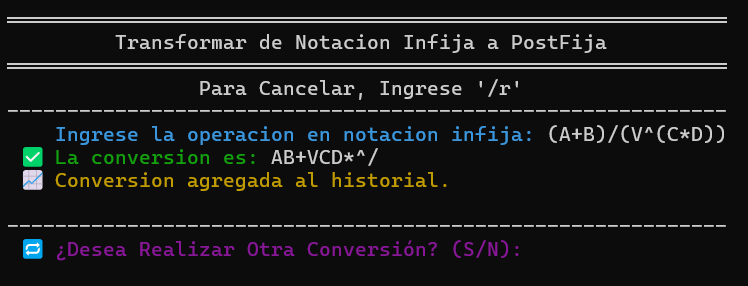 Transformar de Notacion Infija a PostFija
Para Cancelar, Ingrese '/r'
Ingrese la operacion en notacion infija: (A+B)/(V^(C*D))
La conversion es: AB+VCD*^/
Conversion agregada al historial.
¿Desea Realizar Otra Conversión? (S/N):